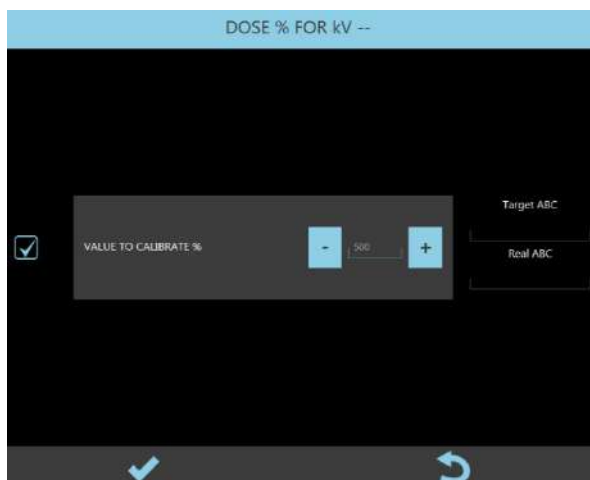 DOSE % FOR kV --
Target ABC
VALUE TO CALIBRATE %
- 500 +
Real ABC